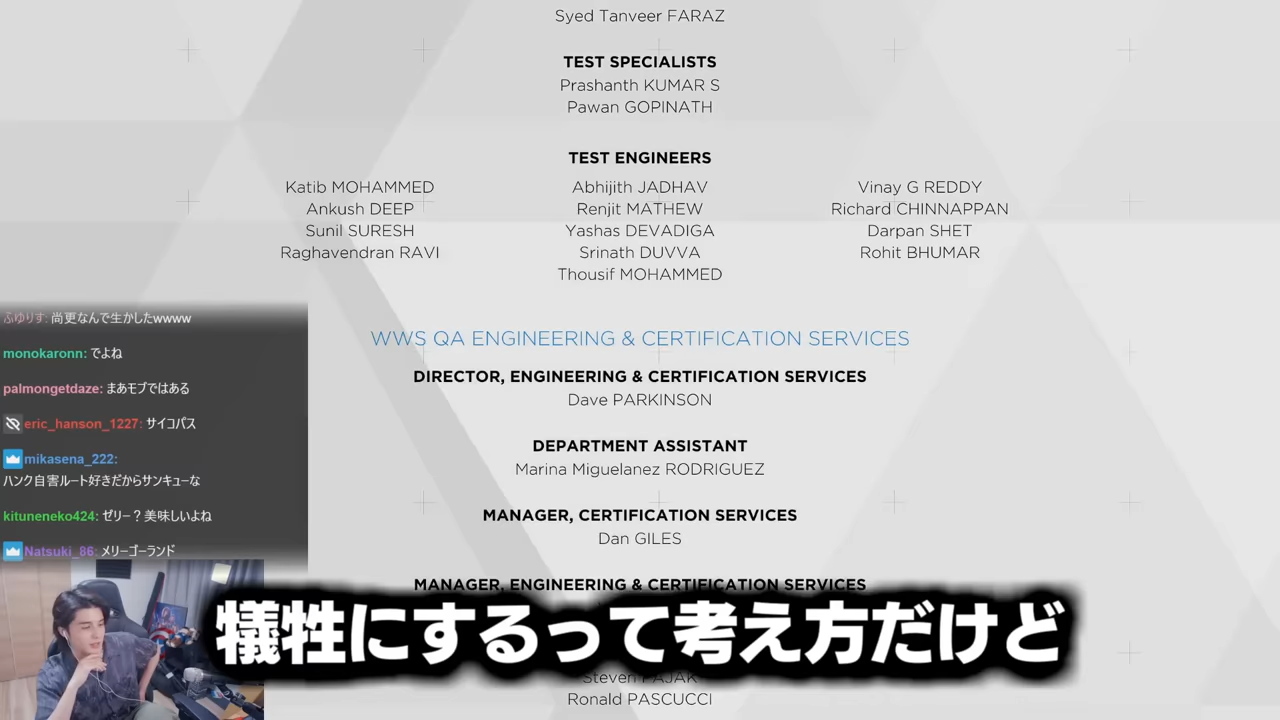 Syed Tanveer FARAZ
TEST SPECIALISTS
Prashanth KUMAR S
Pawan GOPINATH
TEST ENGINEERS
Katib MOHAMMED
Ankush DEEP
Sunil SURESH
Raghavendran RAVI
Abhijith JADHAV
Renjit MATHEW
Yashas DEVADIGA
Srinath DUVVA
Thousif MOHAMMED
Vinay G REDDY
Richard CHINNAPPAN
Darpan SHET
Rohit BHUMAR
WWS QA ENGINEERING & CERTIFICATION SERVICES
DIRECTOR, ENGINEERING & CERTIFICATION SERVICES
Dave PARKINSON
DEPARTMENT ASSISTANT
Marina Miguelanez RODRIGUEZ
MANAGER, CERTIFICATION SERVICES
Dan GILES
MANAGER, ENGINEERING & CERTIFICATION SERVICES
Steven PAJAK
Ronald PASCUCCI
ふゆりす: 尚更なんで生かしたwwww
monokaronn: でよね
palmongetdaze: まあモブではある
eric_hanson_1227: サイコパス
mikasena_222:
ハンク自害ルート好きだからサンキューな
kituneneko424: ゼリー？美味しいよね
Natsuki_86: メリーゴーランド
犠牲にするって考え方だけど